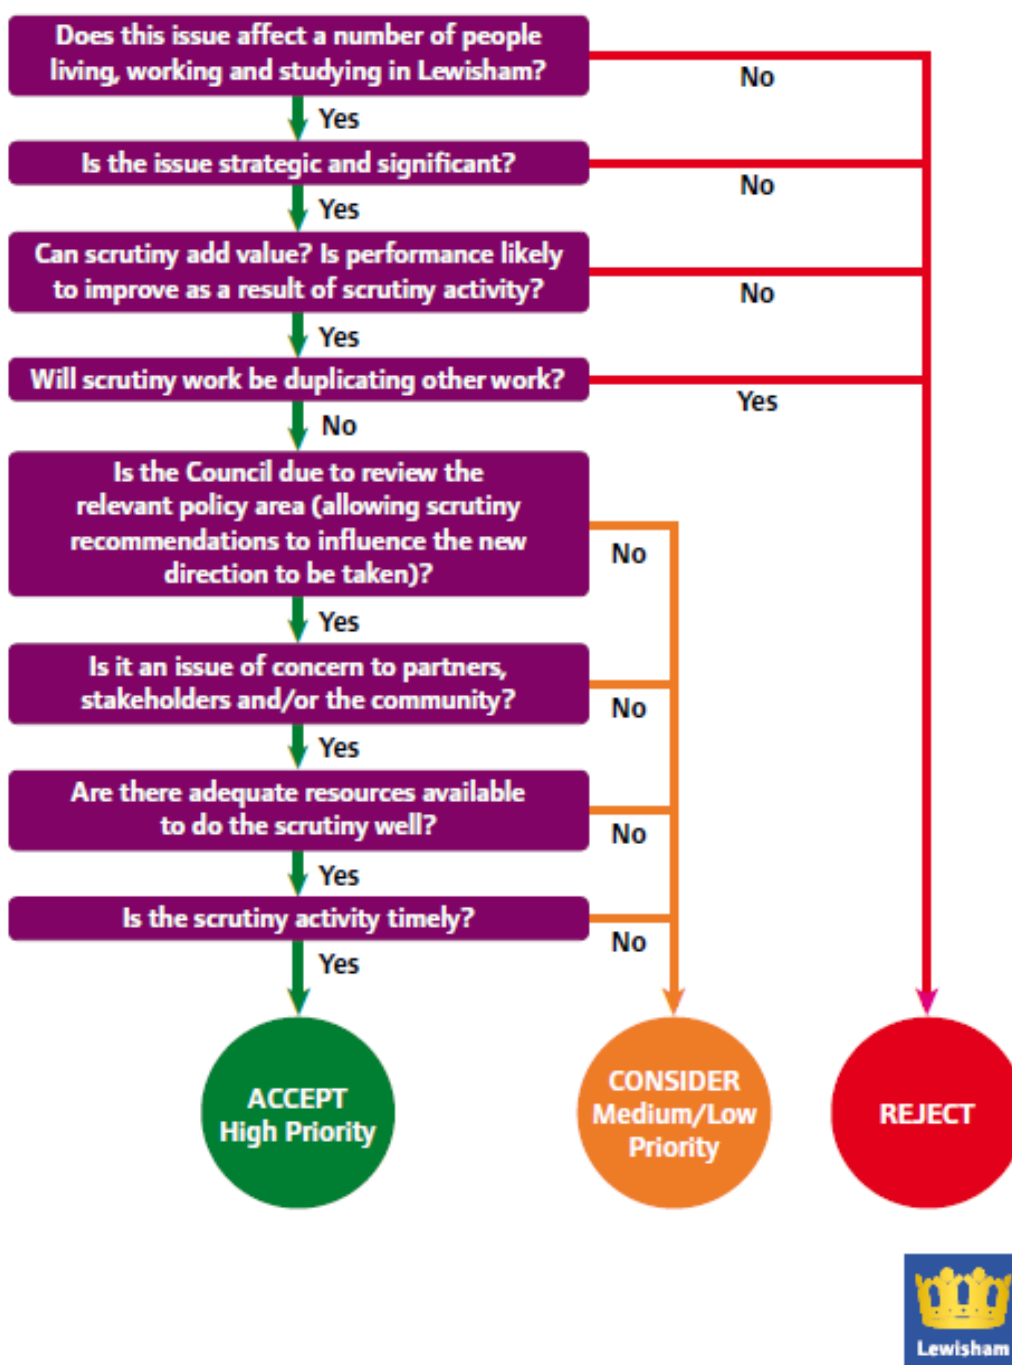 Does this issue affect a number of people
living, working and studying in Lewisham?
No
Yes
Is the issue strategic and significant?
No
Yes
Can scrutiny add value? Is performance likely
to improve as a result of scrutiny activity?
No
Yes
Will scrutiny work be duplicating other work?
Yes
No
Is the Council due to review the
relevant policy area (allowing scrutiny
recommendations to influence the new
direction to be taken)?
No
Yes
Is it an issue of concern to partners,
stakeholders and/or the community?
No
Yes
Are there adequate resources available
to do the scrutiny well?
No
Yes
Is the scrutiny activity timely?
No
Yes
ACCEPT
High Priority
CONSIDER
Medium/Low
Priority
REJECT
Lewisham